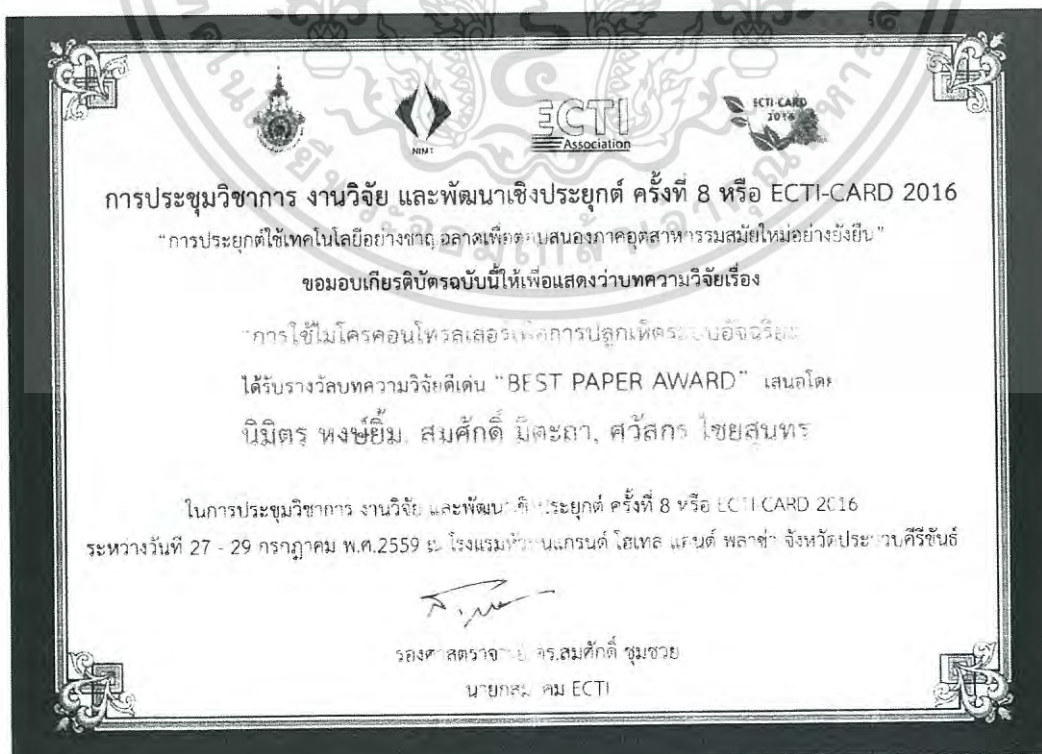 NIMT
ECTI
Association
ECTI-CARD
2016
การประชุมวิชาการ งานวิจัย และพัฒนาเชิงประยุกต์ ครั้งที่ 8 หรือ ECTI-CARD 2016
"การประยุกต์ใช้เทคโนโลยีอย่างชาญฉลาดเพื่อตอบสนองภาคอุตสาหกรรมสมัยใหม่อย่างยั่งยืน"
ขอมอบเกียรติบัตรฉบับนี้ให้เพื่อแสดงว่าบทความวิจัยเรื่อง
"การใช้ไมโครคอนโทรลเลอร์เพื่อการปลูกเห็ดระบบอัจฉริยะ
ได้รับรางวัลบทความวิจัยดีเด่น "BEST PAPER AWARD" เสนอโดย
นิมิตร หงษ์ยิ้ม, สมศักดิ์ มิตะถา, ศวัสกร ไชยสุนทร
ในการประชุมวิชาการ งานวิจัย และพัฒนาเชิงประยุกต์ ครั้งที่ 8 หรือ ECTI-CARD 2016
ระหว่างวันที่ 27 - 29 กรกฎาคม พ.ศ.2559 ณ โรงแรมหัวหินแกรนด์ โฮเทล แอนด์ พลาซ่า จังหวัดประจวบคีรีขันธ์
รองศาสตราจารย์ ดร.สมศักดิ์ ชุมช่วย
นายกสมาคม ECTI